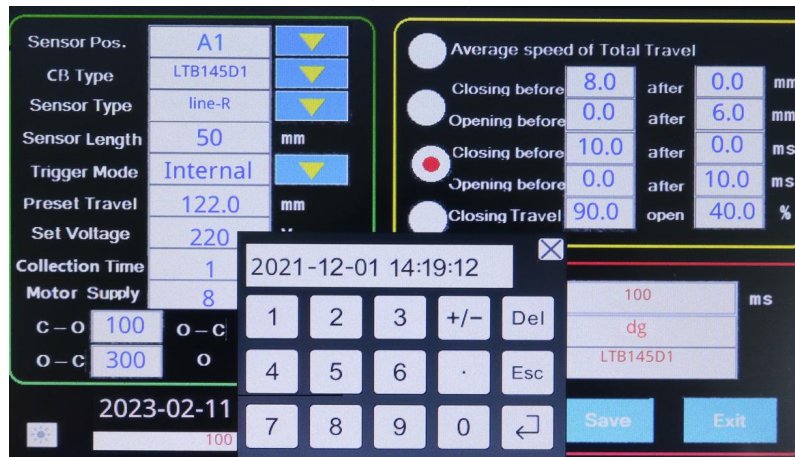 Sensor Pos. A1
CB Type LTB145D1
Sensor Type line-R
Sensor Length 50 mm
Trigger Mode Internal
Preset Travel 122.0 mm
Set Voltage 220
Collection Time 1
Motor Supply 8
C-O 100 O-C
O-C 300 O
2023-02-11
100
Average speed of Total Travel
Closing before 8.0 after 0.0 mm
Opening before 0.0 after 6.0 mm
Closing before 10.0 after 0.0 ms
Opening before 0.0 after 10.0 ms
Closing Travel 90.0 open 40.0 %
2021-12-01 14:19:12
1 2 3 +/- Del
4 5 6 . Esc
7 8 9 0
100 ms
dg
LTB145D1
Save Exit